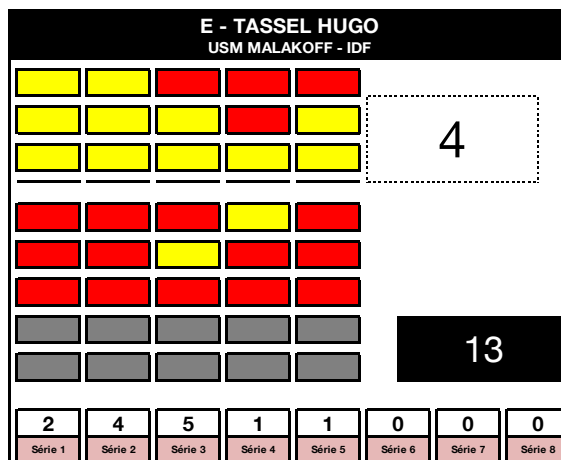 E - TASSEL HUGO
USM MALAKOFF - IDF
4
13
2 4 5 1 1 0 0 0
Série 1 Série 2 Série 3 Série 4 Série 5 Série 6 Série 7 Série 8